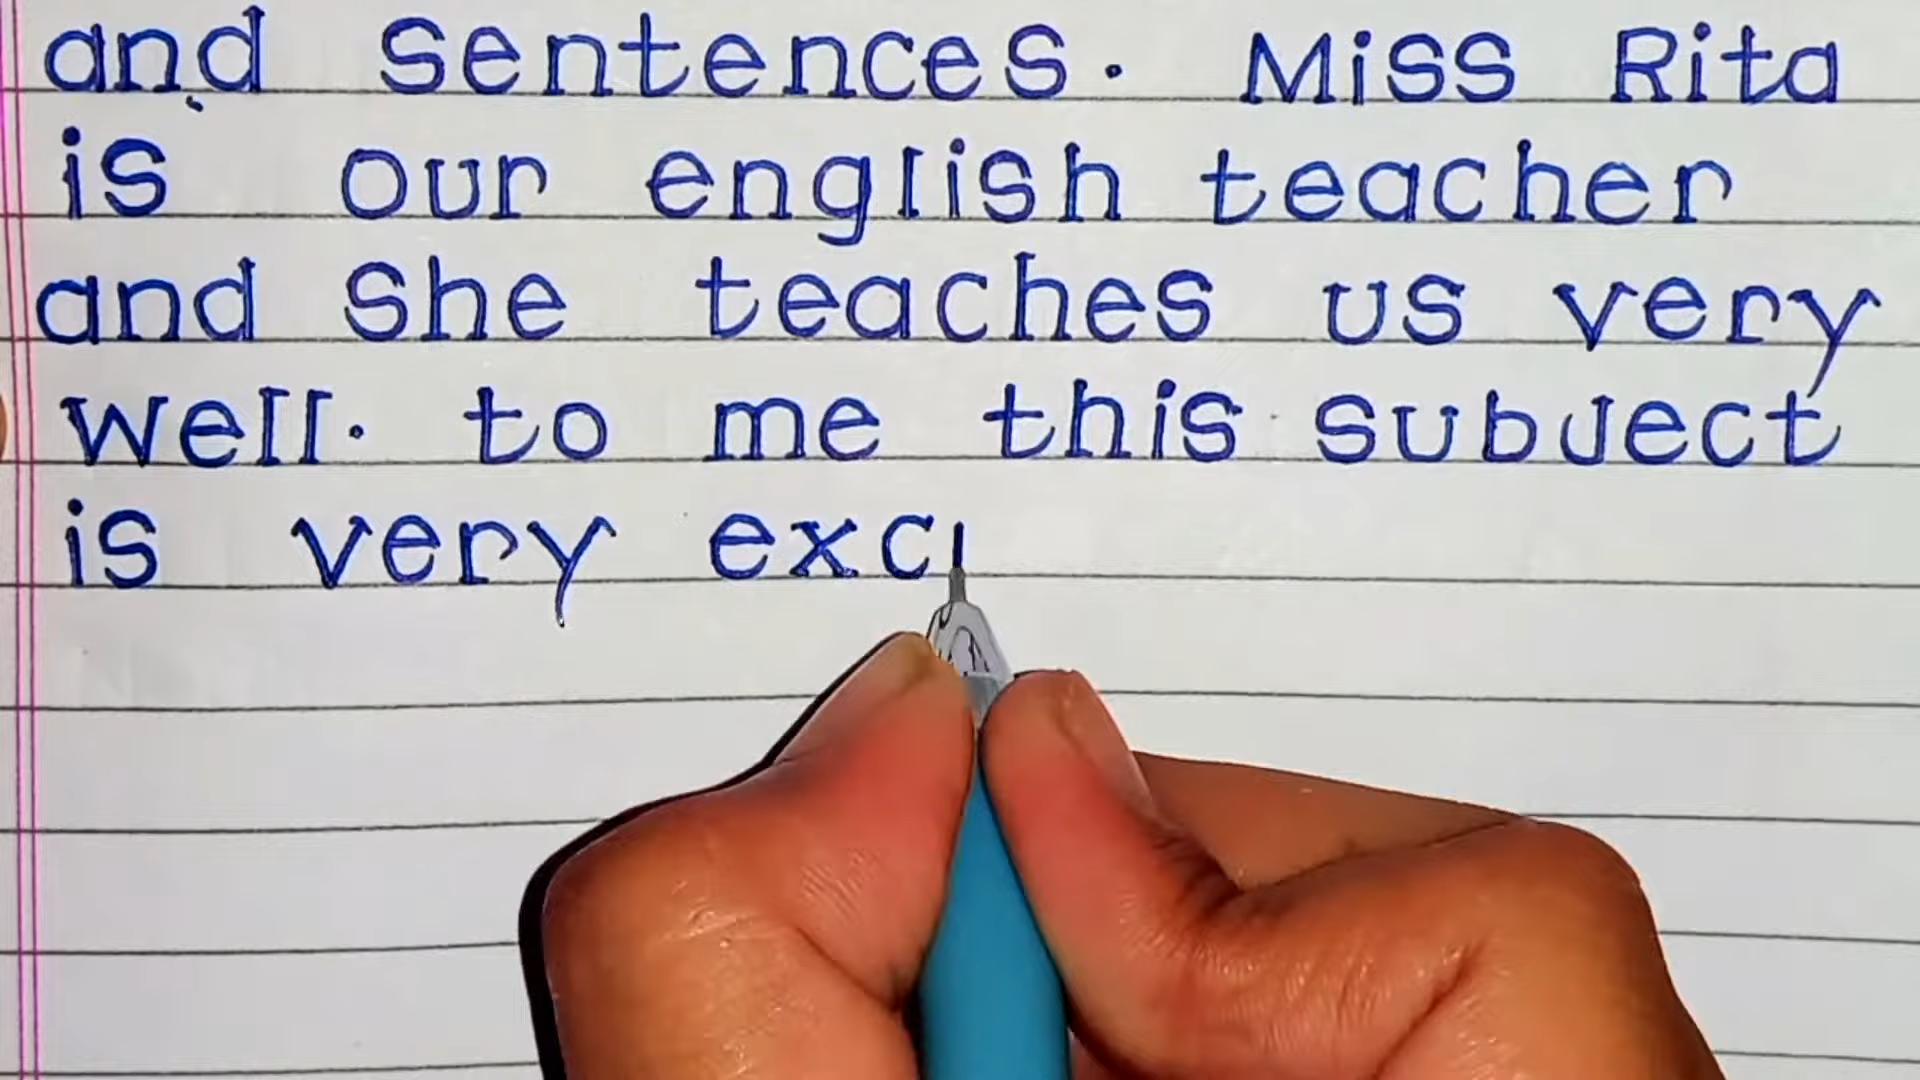 and sentences. Miss Rita
is our english teacher
and she teaches us very
well. to me this subject
is very exci